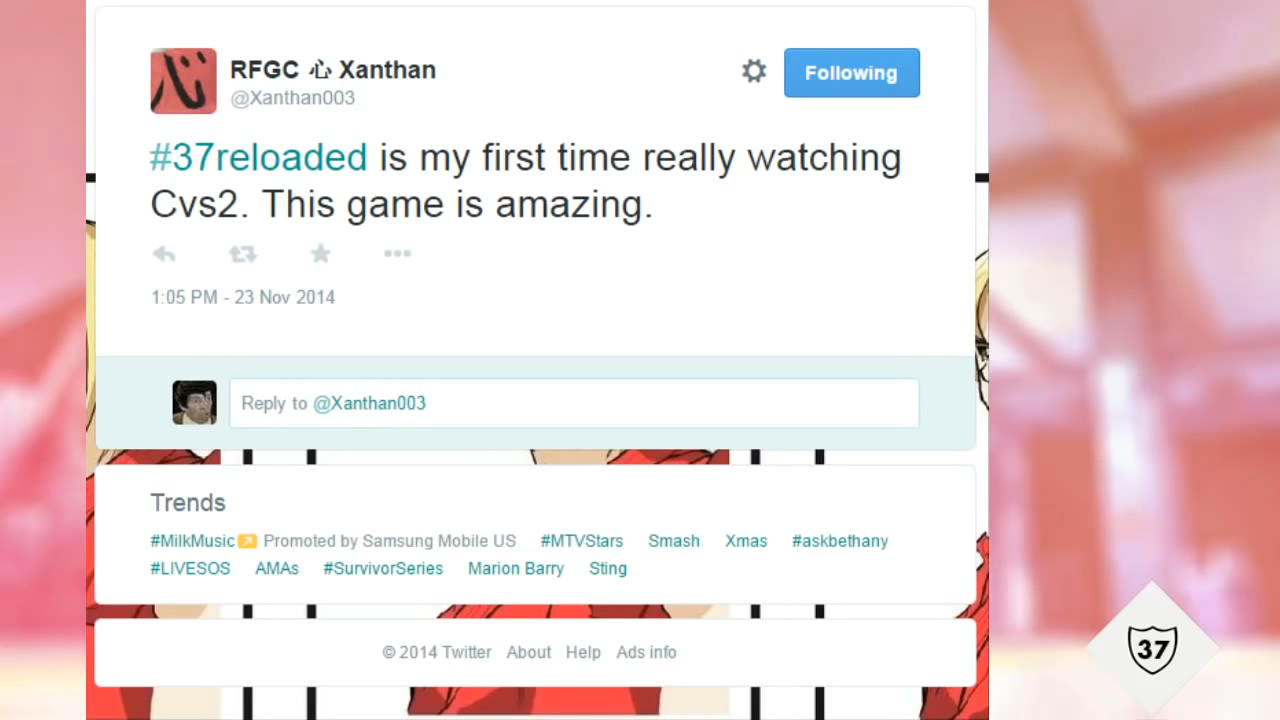 RFGC 心 Xanthan
@Xanthan003
Following
#37reloaded is my first time really watching
Cvs2. This game is amazing.
1:05 PM - 23 Nov 2014
Reply to @Xanthan003
Trends
#MilkMusic Promoted by Samsung Mobile US #MTVStars Smash Xmas #askbethany
#LIVESOS AMAs #SurvivorSeries Marion Barry Sting
© 2014 Twitter About Help Ads info
37